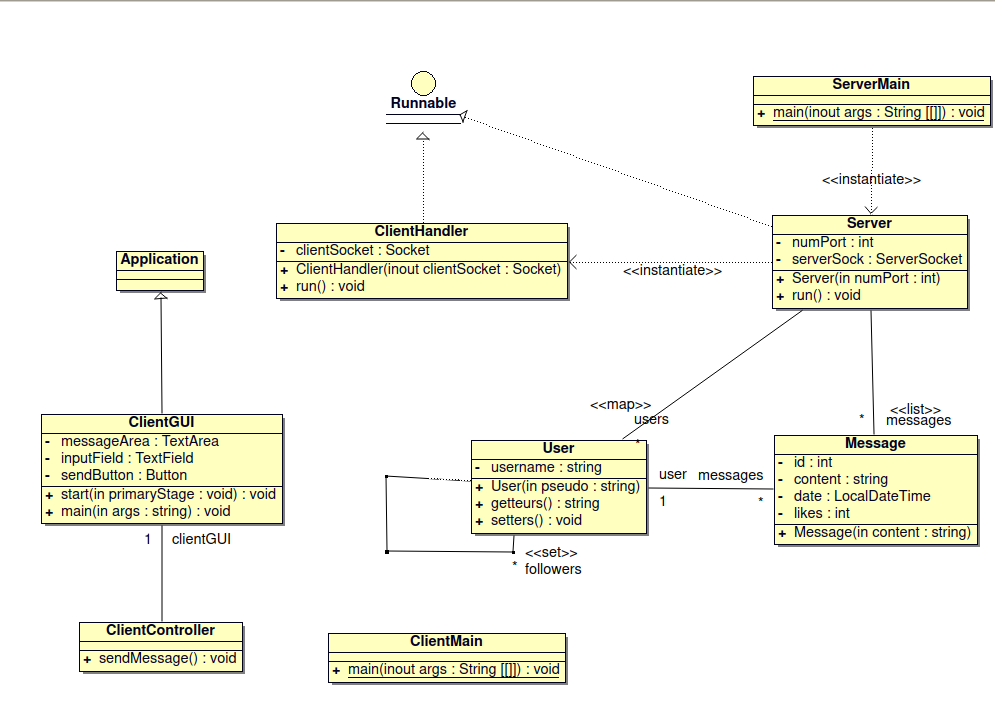 Runnable
ServerMain
+ main(inout args : String [[]]) : void
<<instantiate>>
Server
- numPort : int
- serverSock : ServerSocket
+ Server(in numPort : int)
+ run() : void
ClientHandler
- clientSocket : Socket
+ ClientHandler(inout clientSocket : Socket)
+ run() : void
<<instantiate>>
Application
ClientGUI
- messageArea : TextArea
- inputField : TextField
- sendButton : Button
+ start(in primaryStage : void) : void
+ main(in args : string) : void
1 clientGUI
ClientController
+ sendMessage() : void
<<map>>
users
*
<<list>>
* messages
User
- username : string
+ User(in pseudo : string)
+ getteurs() : string
+ setters() : void
user messages
1 *
Message
- id : int
- content : string
- date : LocalDateTime
- likes : int
+ Message(in content : string)
<<set>>
* followers
ClientMain
+ main(inout args : String [[]]) : void